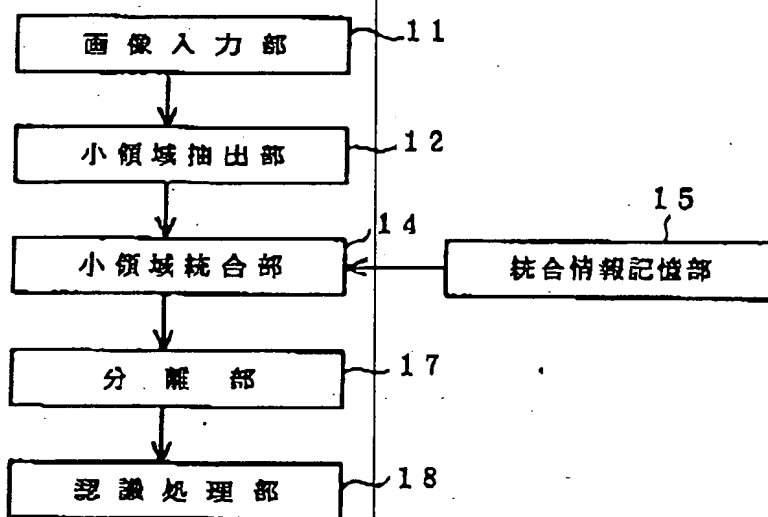 画像入力部 11
小領域抽出部 12
15
小領域統合部 14
統合情報記憶部
分離部 17
認識処理部 18